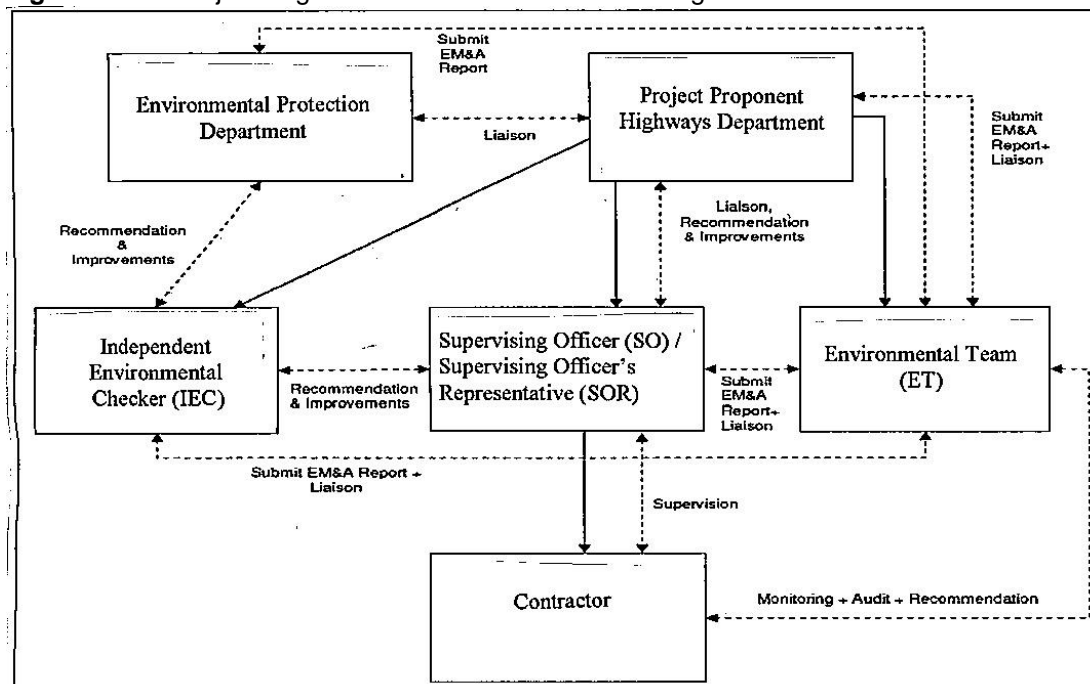 Submit
EM&A
Report
Environmental Protection
Department
Liaison
Project Proponent
Highways Department
Submit
EM&A
Report+
Liaison
Recommendation
&
Improvements
Liaison,
Recommendation
& Improvements
Independent
Environmental
Checker (IEC)
Recommendation
& Improvements
Supervising Officer (SO) /
Supervising Officer's
Representative (SOR)
Submit
EM&A
Report+
Liaison
Environmental Team
(ET)
Submit EM&A Report +
Liaison
Supervision
Contractor
Monitoring + Audit + Recommendation